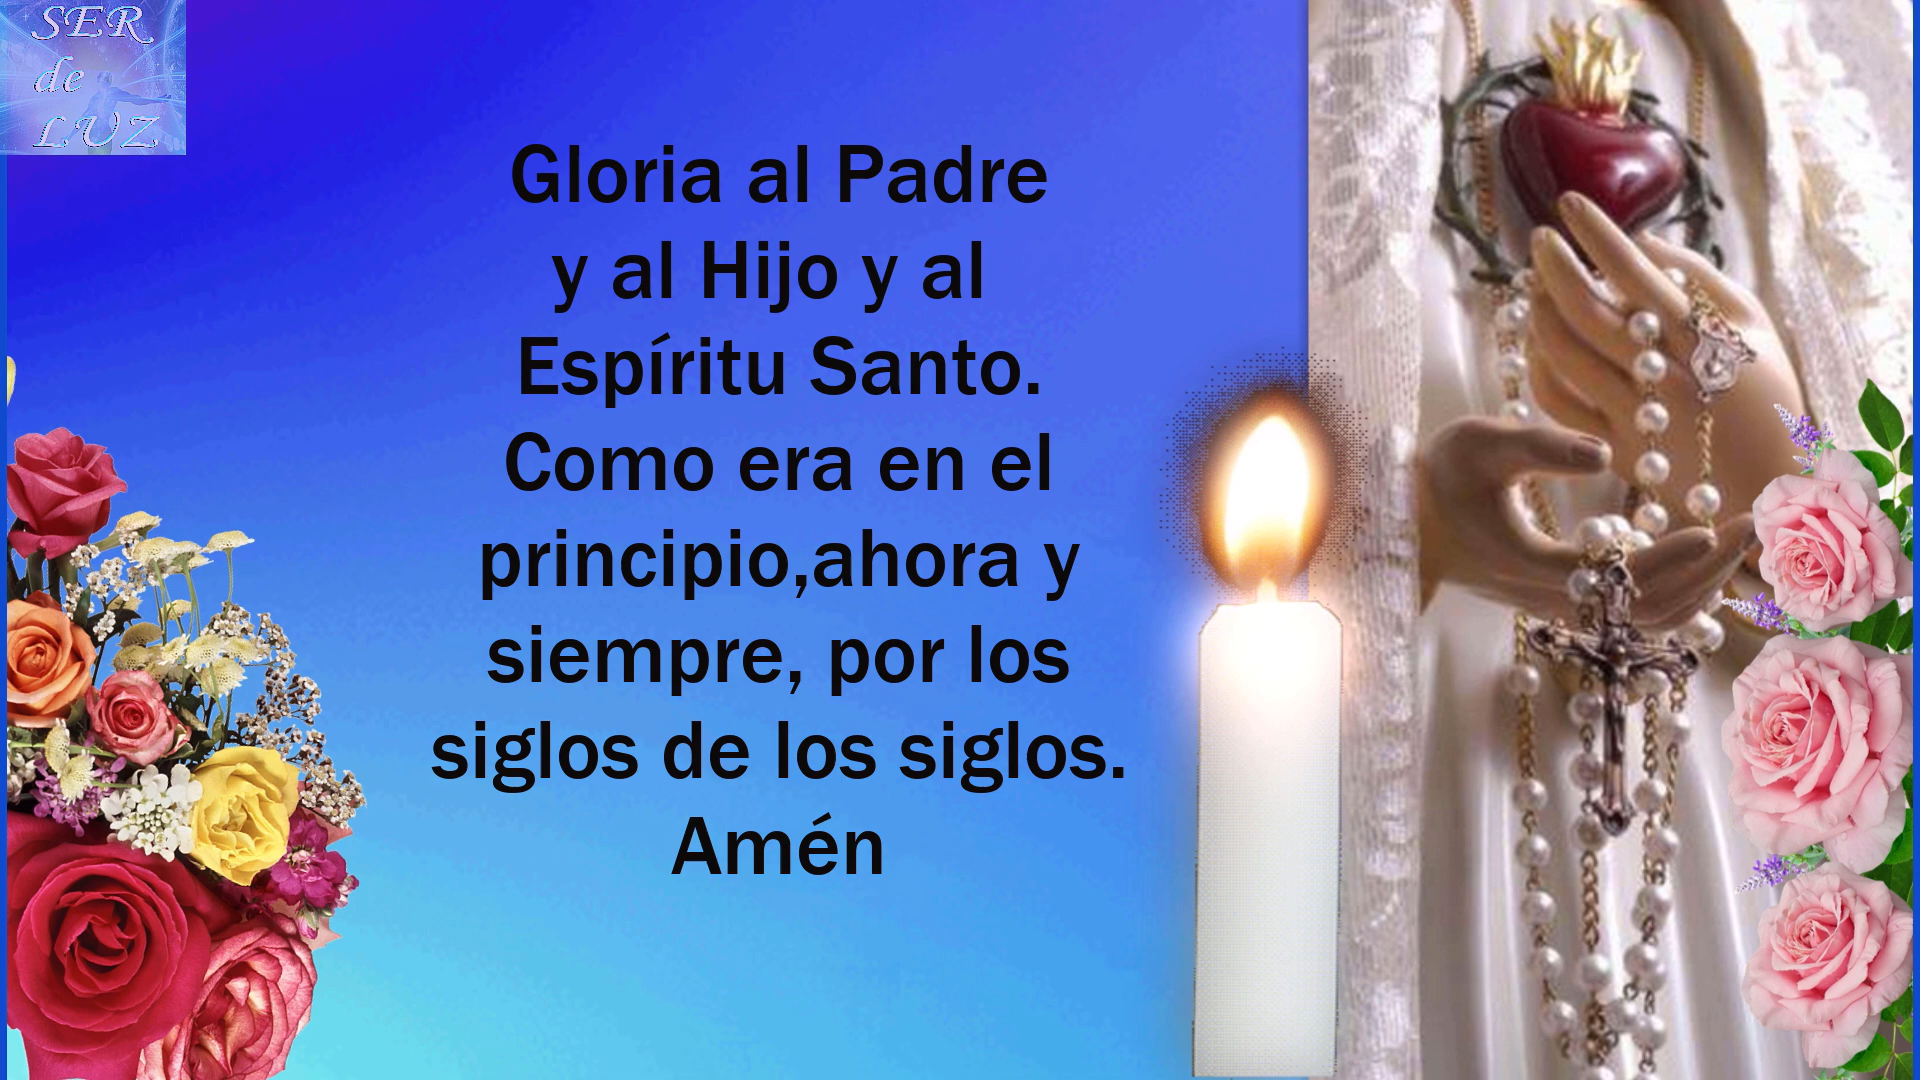 SER
de
LUZ
Gloria al Padre
y al Hijo y al
Espíritu Santo.
Como era en el
principio,ahora y
siempre, por los
siglos de los siglos.
Amén